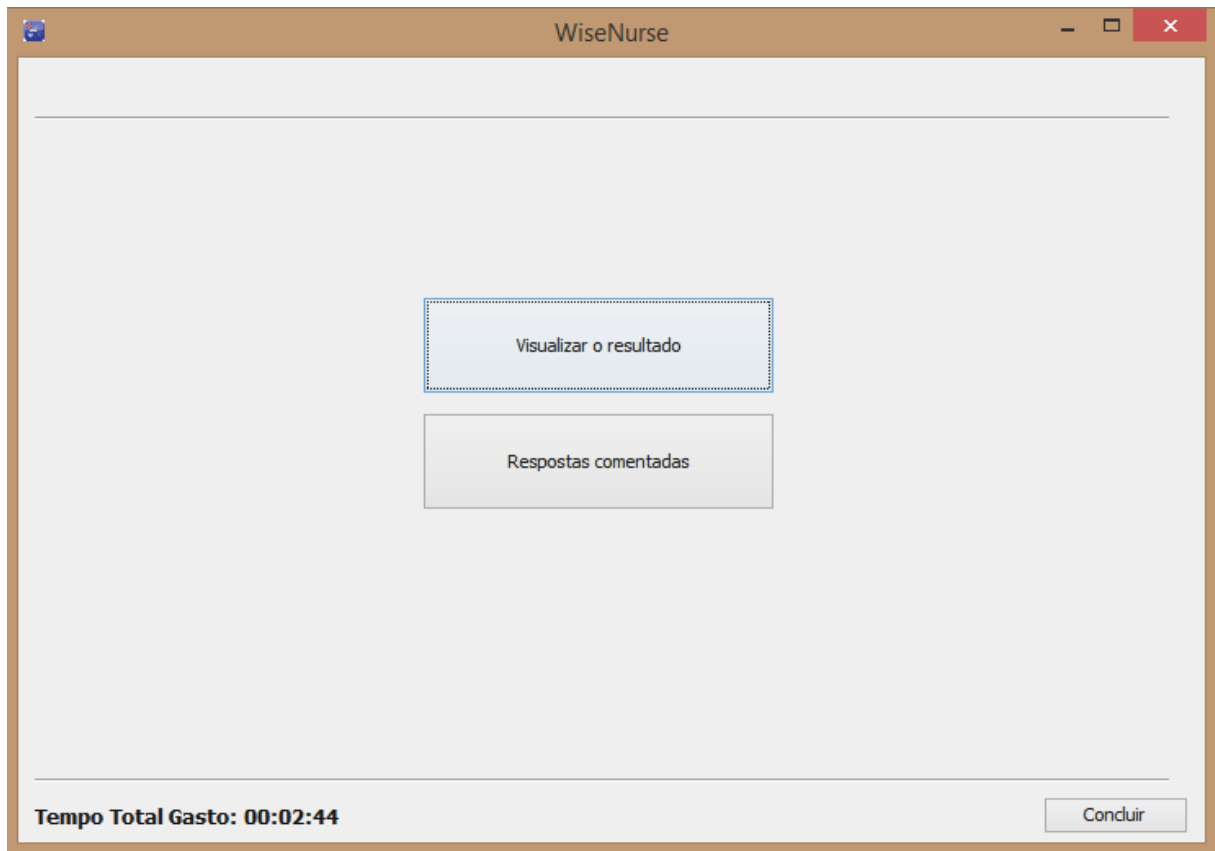 WiseNurse
Visualizar o resultado
Respostas comentadas
Tempo Total Gasto: 00:02:44
Concluir